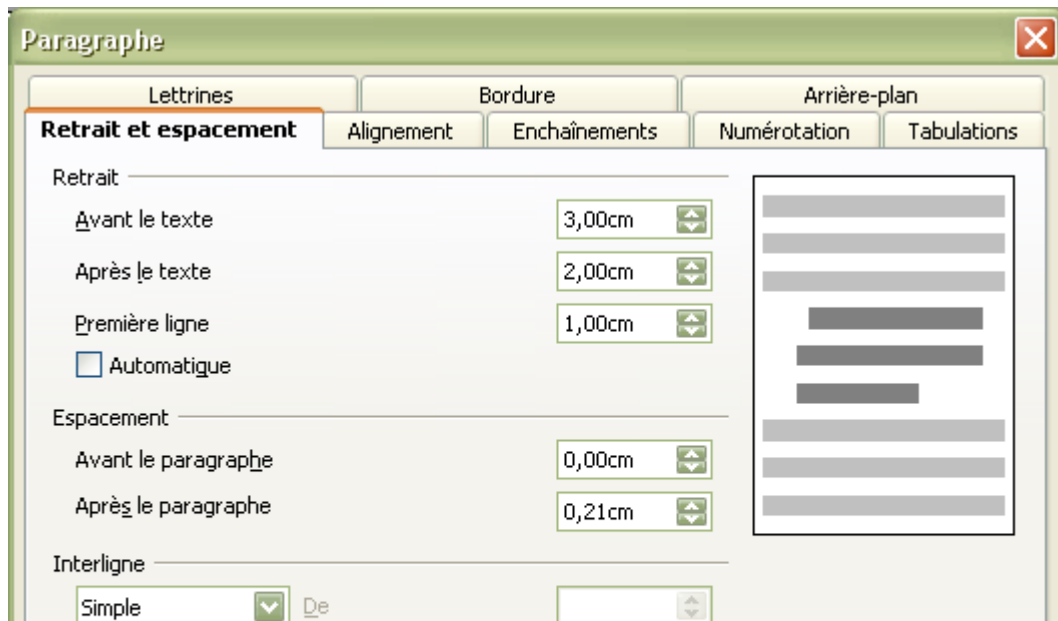 Paragraphe
Lettrines Bordure Arrière-plan
Retrait et espacement Alignement Enchaînements Numérotation Tabulations
Retrait
Avant le texte 3,00cm
Après le texte 2,00cm
Première ligne 1,00cm
Automatique
Espacement
Avant le paragraphe 0,00cm
Après le paragraphe 0,21cm
Interligne
Simple De